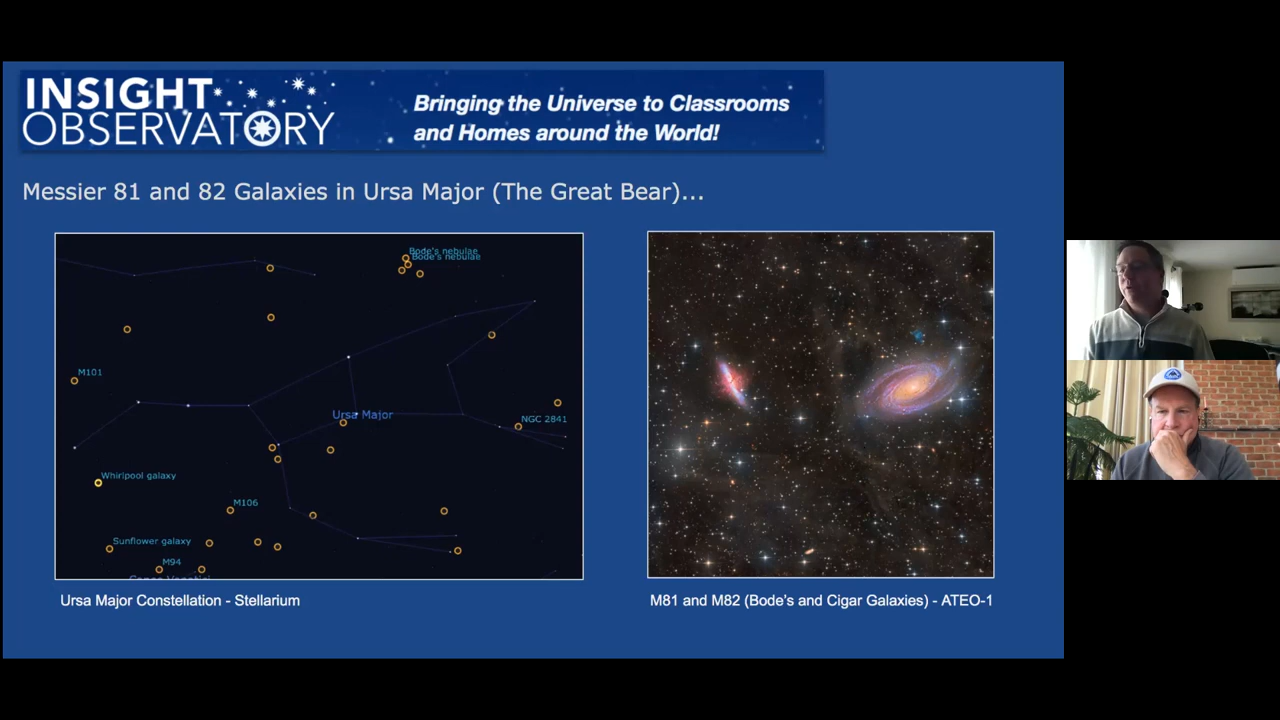 INSIGHT
OBSERVATORY
Bringing the Universe to Classrooms
and Homes around the World!
Messier 81 and 82 Galaxies in Ursa Major (The Great Bear)...
Bode's nebulae
Bode's nebulae
M101
Ursa Major
NGC 2841
Whirlpool galaxy
M106
Sunflower galaxy
M94
Ursa Major Constellation - Stellarium
M81 and M82 (Bode's and Cigar Galaxies) - ATEO-1